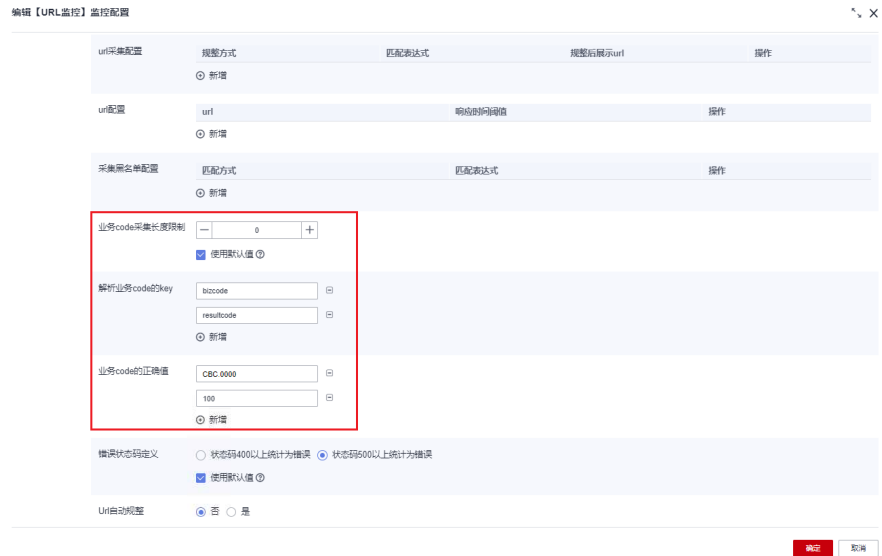 编辑【URL监控】监控配置
url采集配置 规整方式 匹配表达式 规整后展示url 操作
新增
url配置 url 响应时间阈值 操作
新增
采集黑名单配置 匹配方式 匹配表达式 操作
新增
业务code采集长度限制 0
使用默认值
解析业务code的key bizcode
resultcode
新增
业务code的正确值 CBC.0000
100
新增
错误状态码定义 状态码400以上统计为错误 状态码500以上统计为错误
使用默认值
Url自动规整 否 是
确定 取消